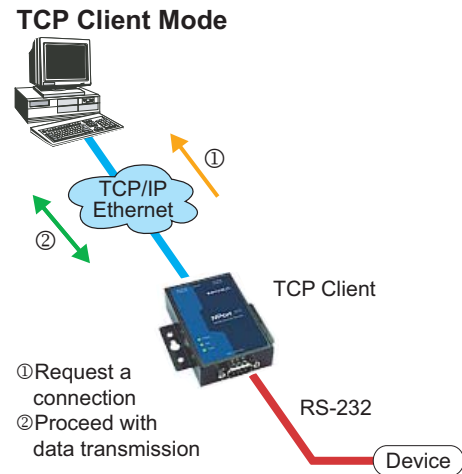 TCP Client Mode
①
TCP/IP
Ethernet
②
TCP Client
NPort
①Request a
connection
②Proceed with
data transmission
RS-232
Device